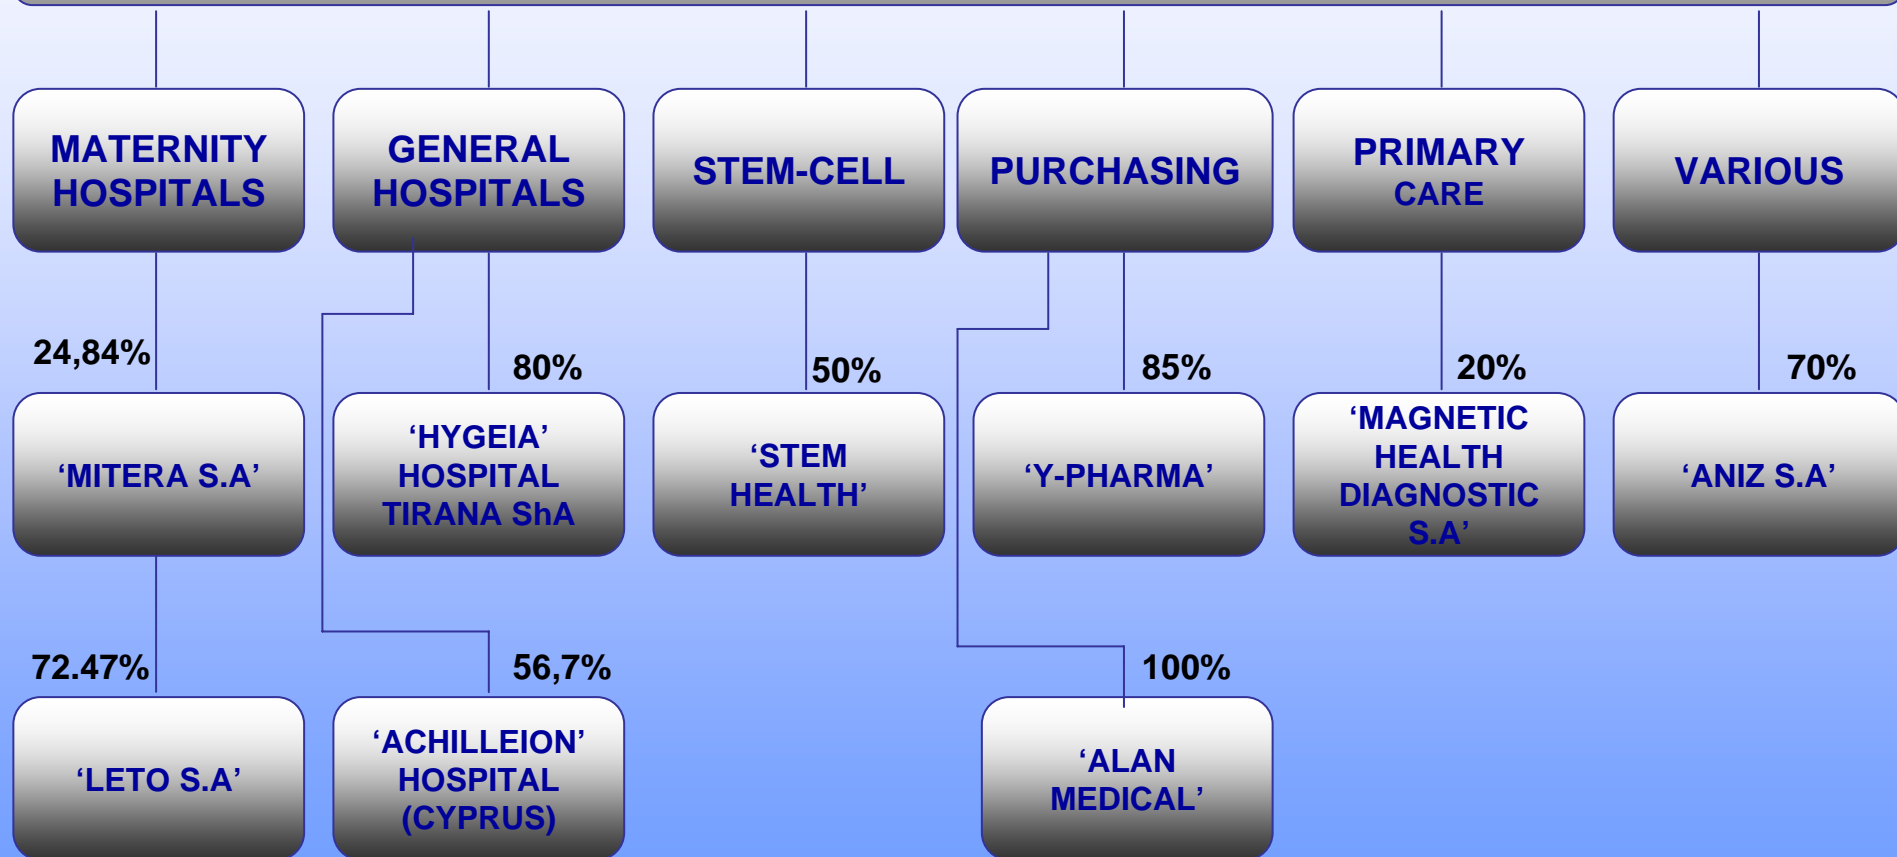 MATERNITY
HOSPITALS
GENERAL
HOSPITALS
STEM-CELL
PURCHASING
PRIMARY
CARE
VARIOUS
24,84%
80%
50%
85%
20%
70%
‘MITERA S.A’
‘HYGEIA’
HOSPITAL
TIRANA ShA
‘STEM
HEALTH’
‘Y-PHARMA’
‘MAGNETIC
HEALTH
DIAGNOSTIC
S.A’
‘ANIZ S.A’
72.47%
56,7%
100%
‘LETO S.A’
‘ACHILLEION’
HOSPITAL
(CYPRUS)
‘ALAN
MEDICAL’